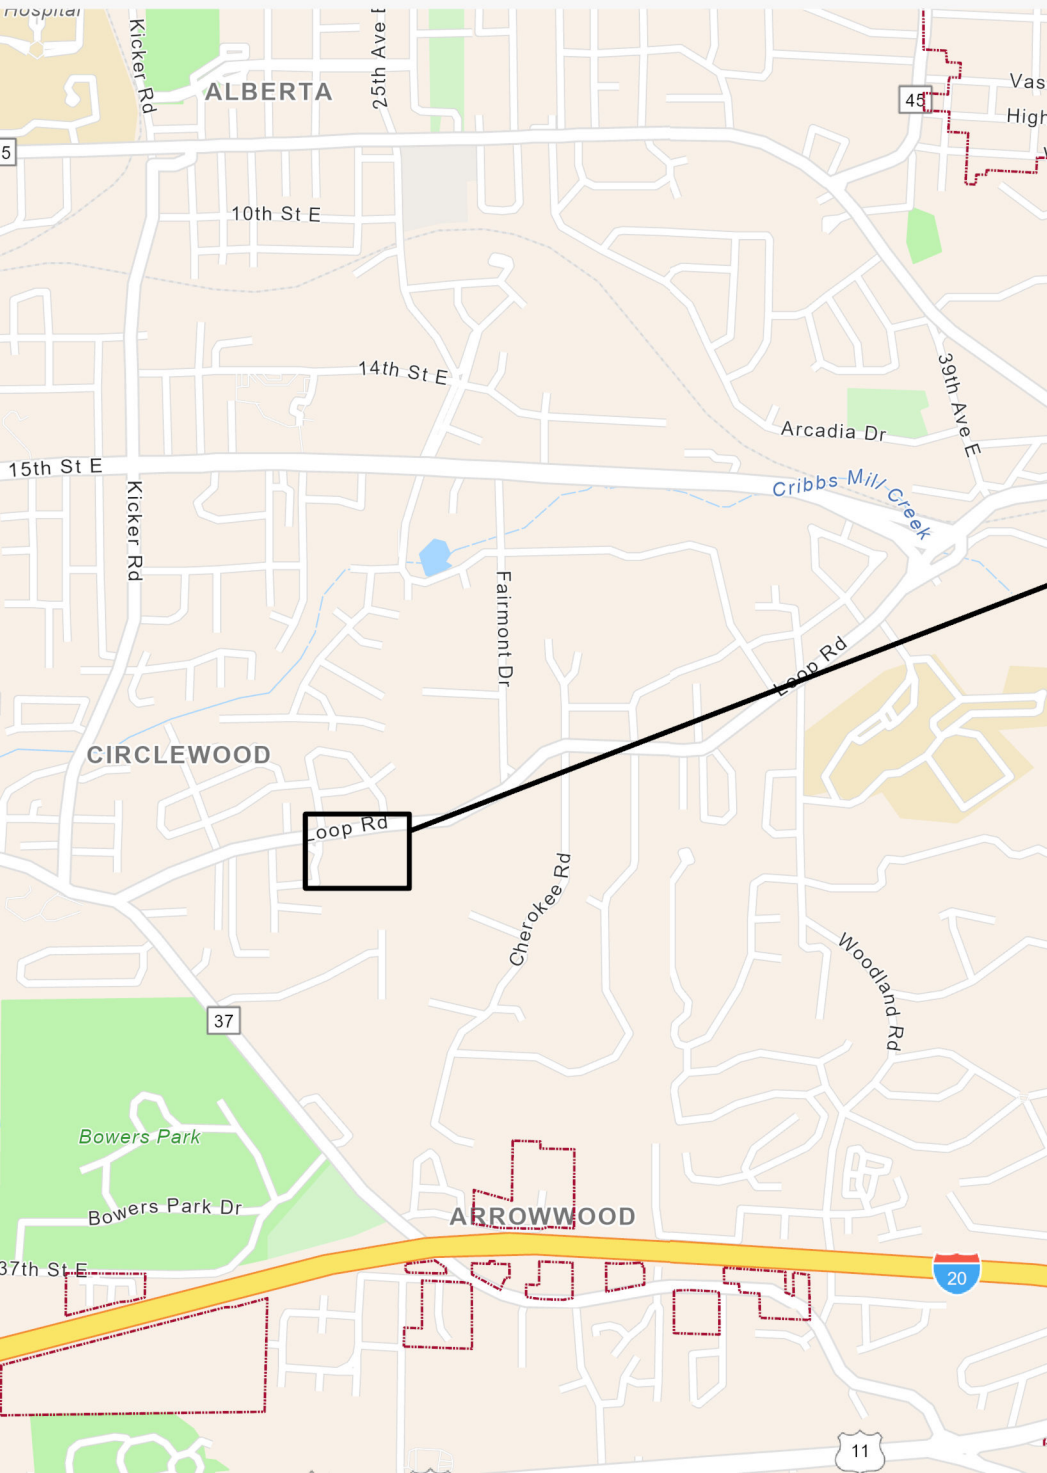 Hospital
Kicker Rd
25th Ave E
ALBERTA
45
Vas
High
5
10th St E
14th St E
39th Ave E
Arcadia Dr
15th St E
Kicker Rd
Cribbs Mill Creek
Fairmont Dr
Loop Rd
CIRCLEWOOD
Loop Rd
Cherokee Rd
Woodland Rd
37
Bowers Park
Bowers Park Dr
ARROWWOOD
37th St E
20
11